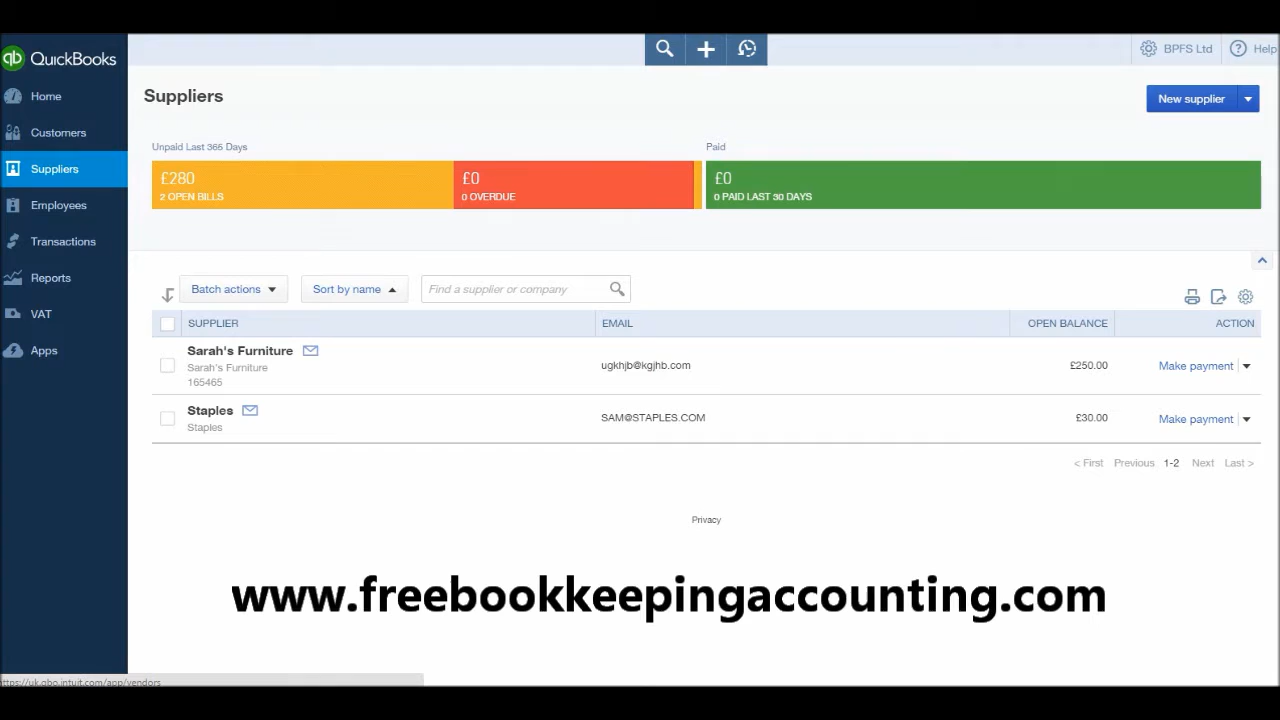 qb QuickBooks
BPFS Ltd
Help
Home
Customers
Suppliers
Employees
Transactions
Reports
VAT
Apps
Suppliers
New supplier
Unpaid Last 365 Days
Paid
£280
2 OPEN BILLS
£0
0 OVERDUE
£0
0 PAID LAST 30 DAYS
Batch actions
Sort by name
Find a supplier or company
SUPPLIER EMAIL OPEN BALANCE ACTION
Sarah's Furniture
Sarah's Furniture
165465
ugkhjb@kgjhb.com
£250.00
Make payment
Staples
Staples
SAM@STAPLES.COM
£30.00
Make payment
< First Previous 1-2 Next Last >
Privacy
www.freebookkeepingaccounting.com
https://uk.qbo.intuit.com/app/vendors